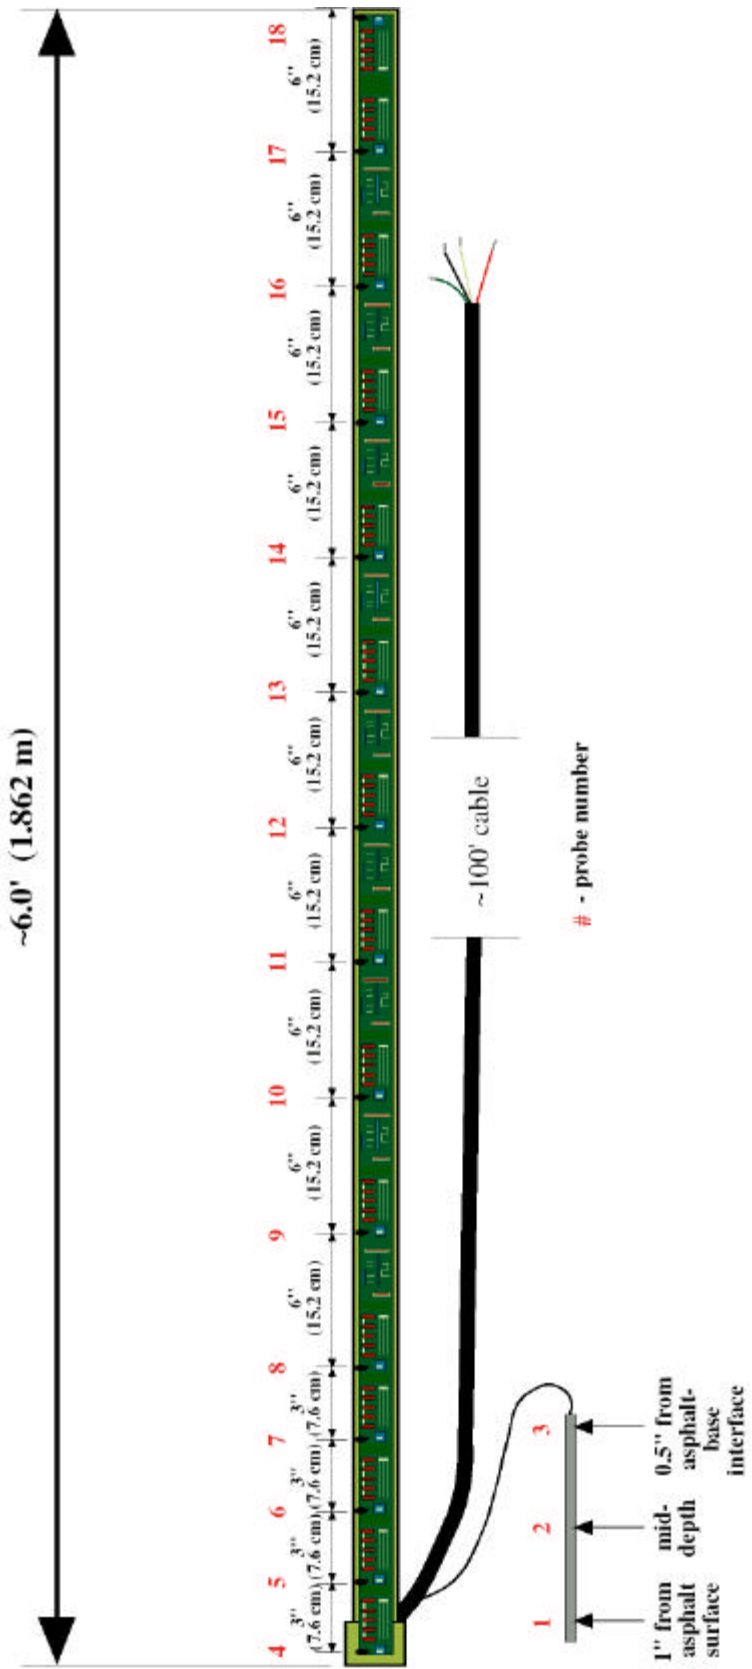 ~6.0' (1.862 m)
4
3"
(7.6 cm)
5
3"
(7.6 cm)
6
3"
(7.6 cm)
7
3"
(7.6 cm)
8
6"
(15.2 cm)
9
6"
(15.2 cm)
10
6"
(15.2 cm)
11
6"
(15.2 cm)
12
6"
(15.2 cm)
13
6"
(15.2 cm)
14
6"
(15.2 cm)
15
6"
(15.2 cm)
16
6"
(15.2 cm)
17
6"
(15.2 cm)
18
~100' cable
# - probe number
1
2
3
1" from
asphalt
surface
mid-
depth
0.5" from
asphalt-
base
interface